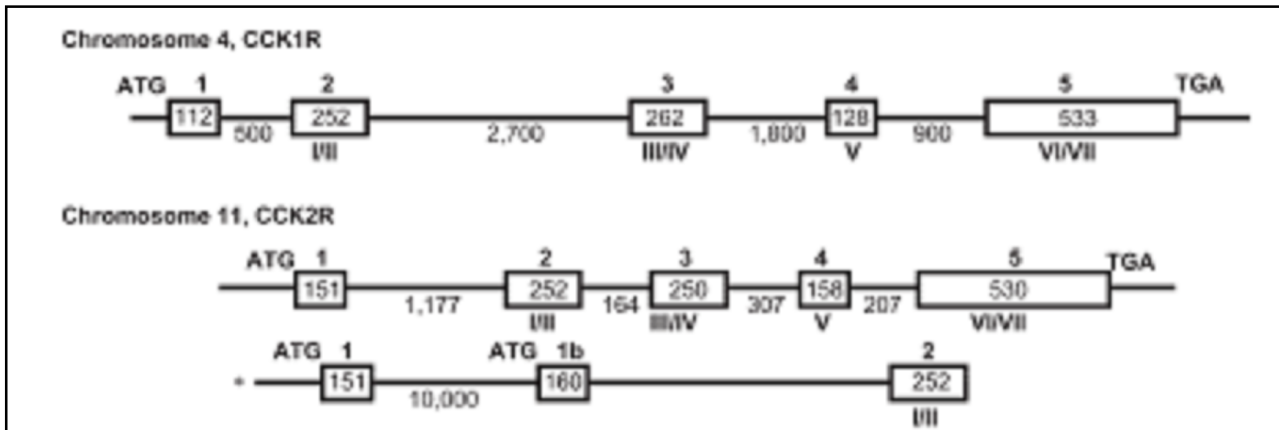 Chromosome 4, CCK1R
ATG 1 2 3 4 5 TGA
112 252 262 128 533
500 2,700 1,800 900
I/II III/IV V VI/VII
Chromosome 11, CCK2R
ATG 1 2 3 4 5 TGA
151 252 250 158 530
1,177 164 307 207
I/II III/IV V VI/VII
ATG 1 ATG 1b 2
* 151 160 252
10,000
I/II